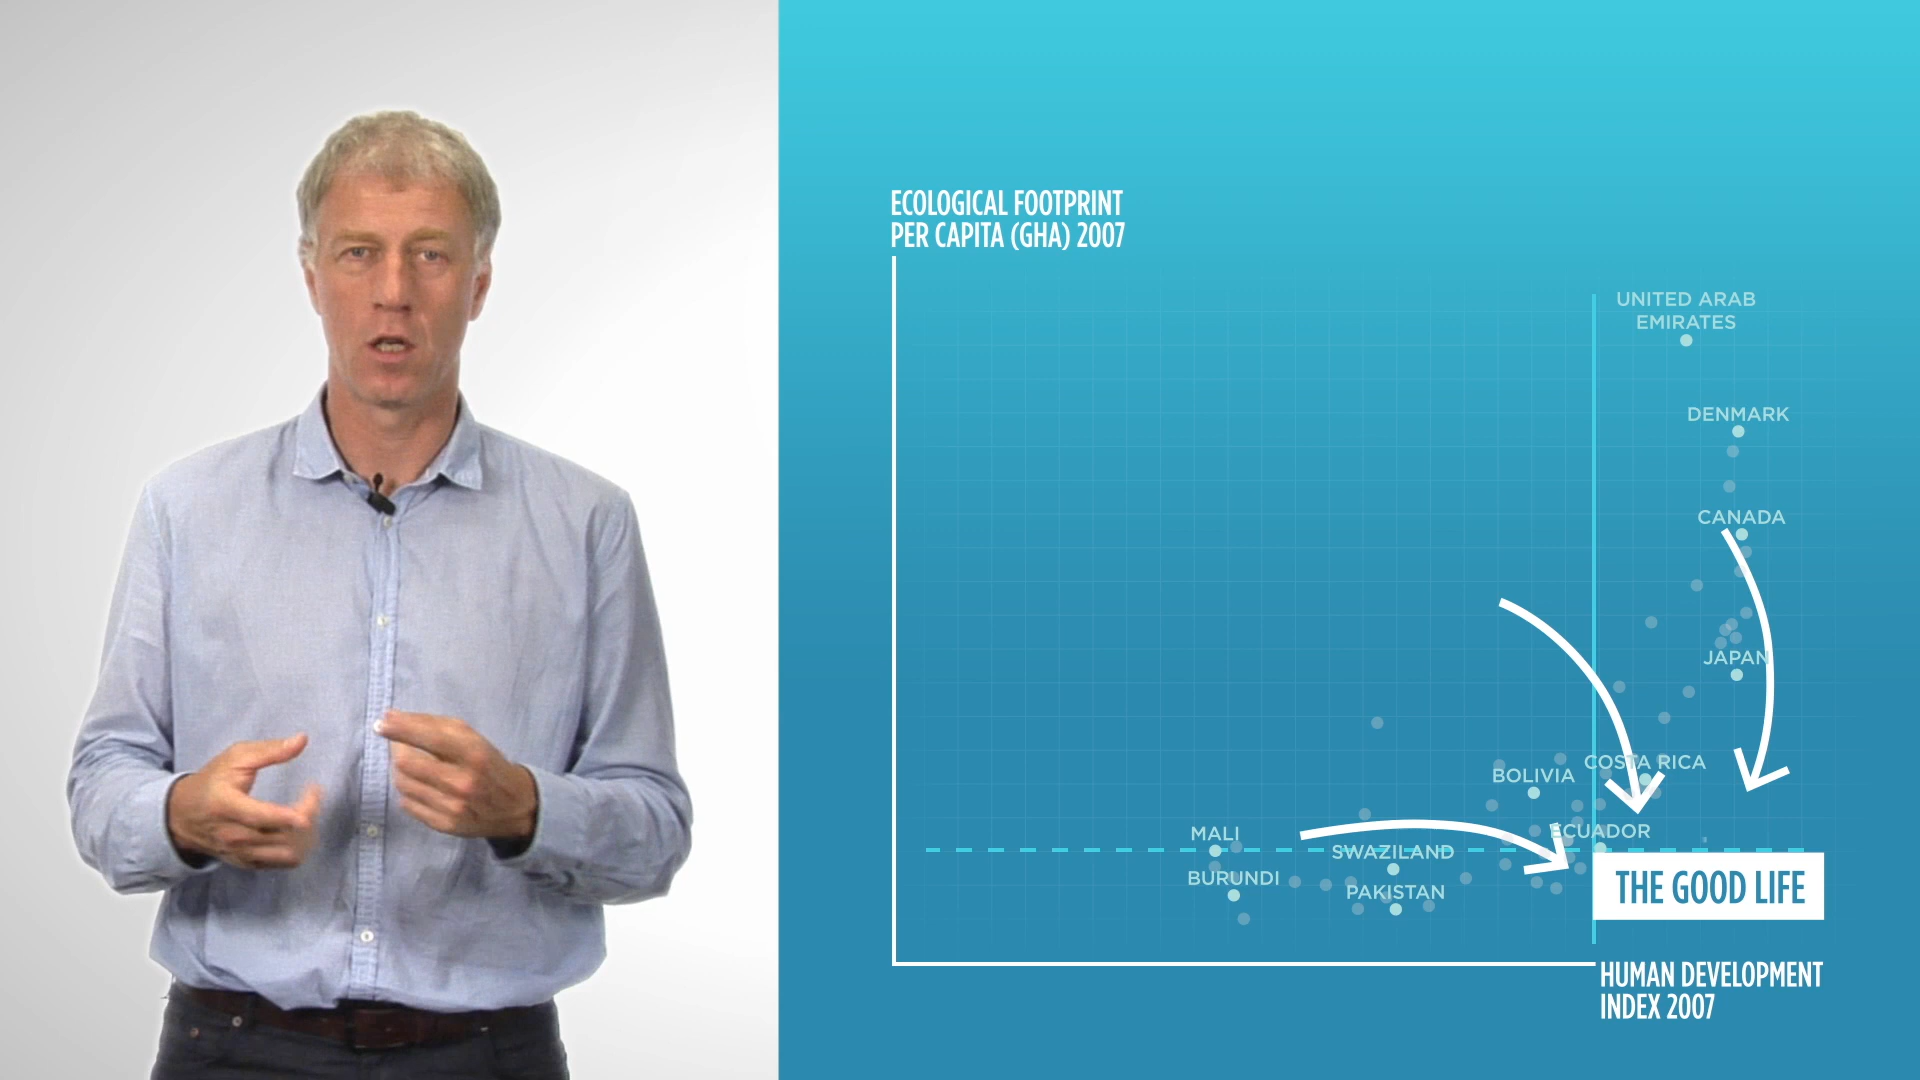 ECOLOGICAL FOOTPRINT
PER CAPITA (GHA) 2007
UNITED ARAB
EMIRATES
DENMARK
CANADA
JAPAN
COSTA RICA
BOLIVIA
ECUADOR
MALI
SWAZILAND
BURUNDI
PAKISTAN
THE GOOD LIFE
HUMAN DEVELOPMENT
INDEX 2007